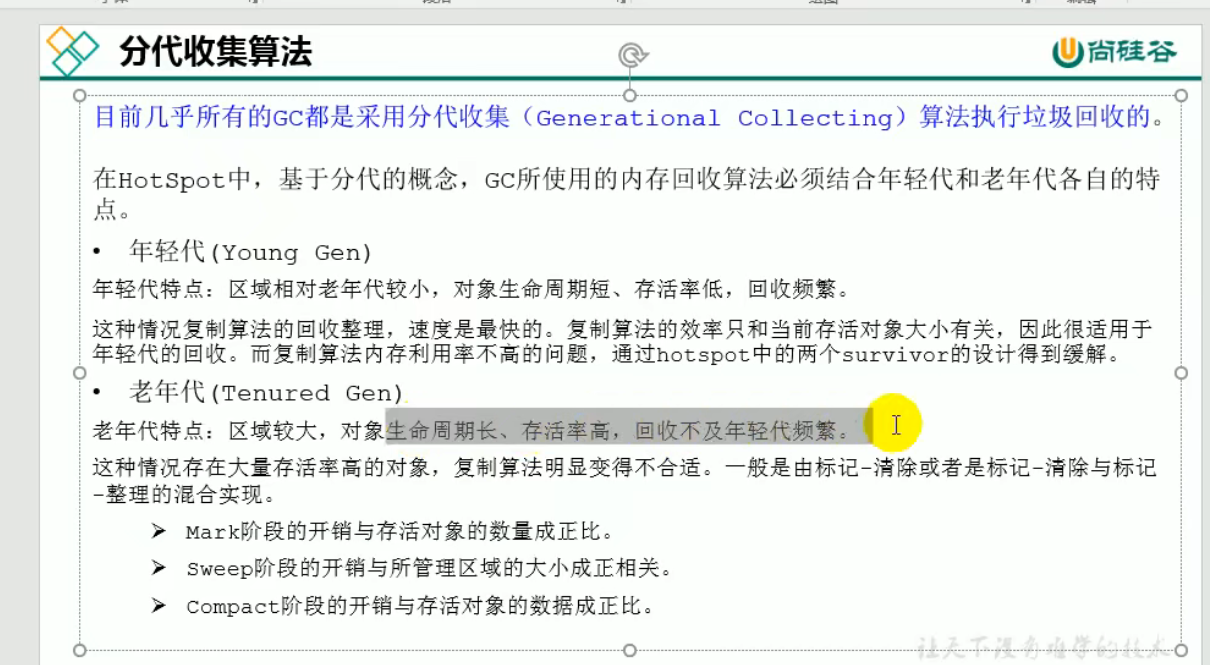 分代收集算法
尚硅谷
目前几乎所有的GC都是采用分代收集（Generational Collecting）算法执行垃圾回收的。
在HotSpot中，基于分代的概念，GC所使用的内存回收算法必须结合年轻代和老年代各自的特
点。
• 年轻代(Young Gen)
年轻代特点：区域相对老年代较小，对象生命周期短、存活率低，回收频繁。
这种情况复制算法的回收整理，速度是最快的。复制算法的效率只和当前存活对象大小有关，因此很适用于
年轻代的回收。而复制算法内存利用率不高的问题，通过hotspot中的两个survivor的设计得到缓解。
• 老年代(Tenured Gen)
老年代特点：区域较大，对象生命周期长、存活率高，回收不及年轻代频繁。
这种情况存在大量存活率高的对象，复制算法明显变得不合适。一般是由标记-清除或者是标记-清除与标记
-整理的混合实现。
➢ Mark阶段的开销与存活对象的数量成正比。
➢ Sweep阶段的开销与所管理区域的大小成正相关。
➢ Compact阶段的开销与存活对象的数据成正比。
让天下没有难学的技术